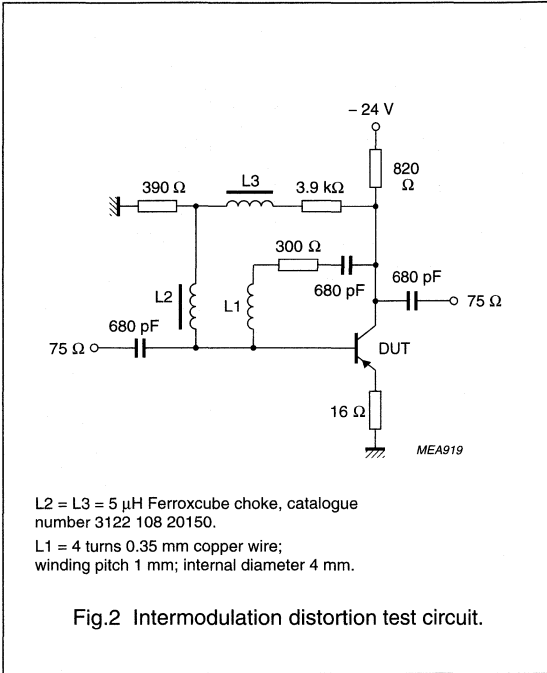 – 24 V
820
Ω
390 Ω
L3
3.9 kΩ
300 Ω
680 pF
680 pF
75 Ω
L2
L1
680 pF
75 Ω
DUT
16 Ω
MEA919
L2 = L3 = 5 μH Ferroxcube choke, catalogue
number 3122 108 20150.
L1 = 4 turns 0.35 mm copper wire;
winding pitch 1 mm; internal diameter 4 mm.
Fig.2 Intermodulation distortion test circuit.